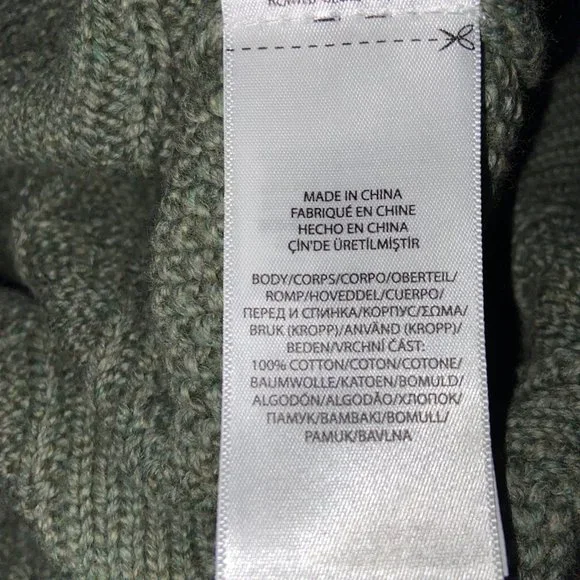 MADE IN CHINA
FABRIQUÉ EN CHINE
HECHO EN CHINA
ÇİN'DE ÜRETİLMİŞTİR
BODY/CORPS/CORPO/OBERTEIL/
ROMP/HOVEDDEL/CUERPO/
ПЕРЕД И СПИНКА/КОРПУС/ΣΩΜΑ/
BRUK (KROPP)/ANVÄND (KROPP)/
BEDEN/VRCHNÍ ČÁST:
100% COTTON/COTON/COTONE/
BAUMWOLLE/KATOEN/BOMULD/
ALGODÓN/ALGODÃO/ХЛОПОК/
ПАМУК/ΒΑΜΒΑΚΙ/BOMULL/
PAMUK/BAVLNA